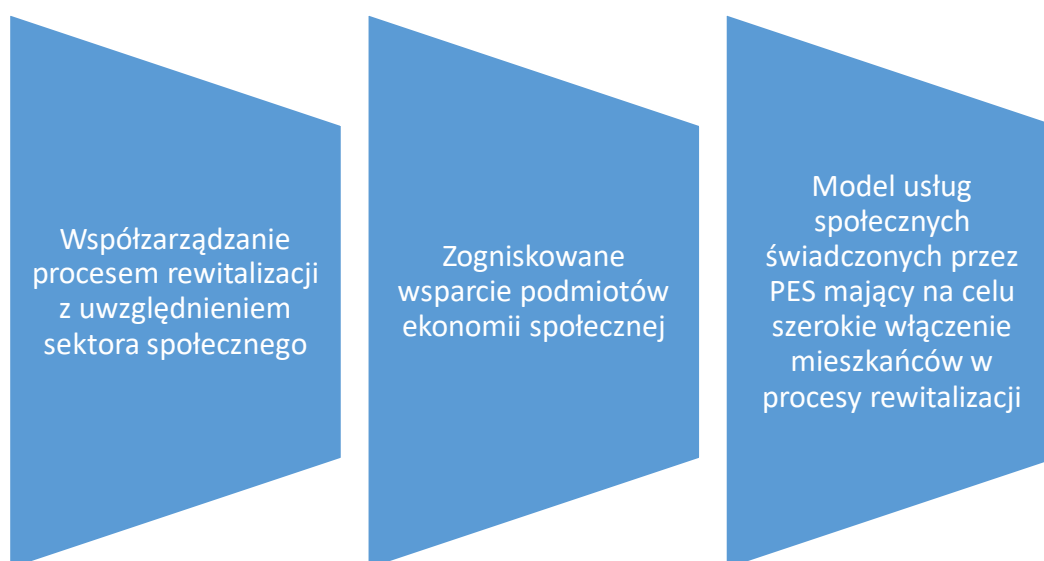 Współzarządzanie
procesem rewitalizacji
z uwzględnieniem
sektora społecznego
Zogniskowane
wsparcie podmiotów
ekonomii społecznej
Model usług
społecznych
świadczonych przez
PES mający na celu
szerokie włączenie
mieszkańców w
procesy rewitalizacji